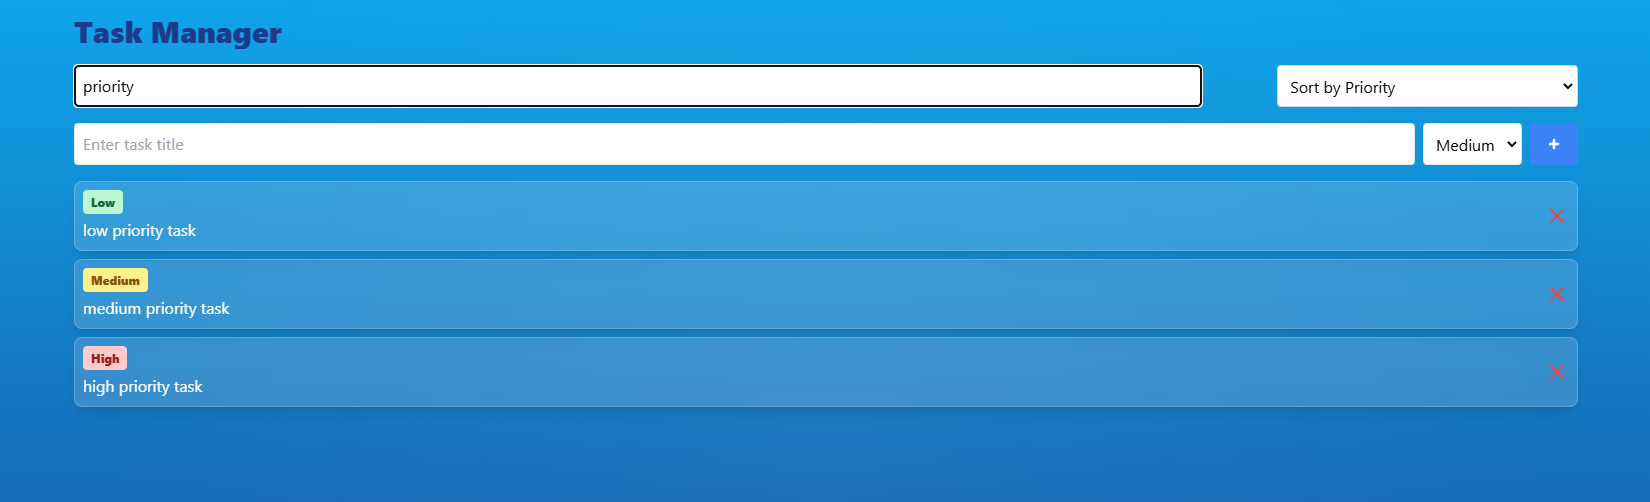 Task Manager
priority
Sort by Priority
Enter task title
Medium
+
Low
low priority task
Medium
medium priority task
High
high priority task